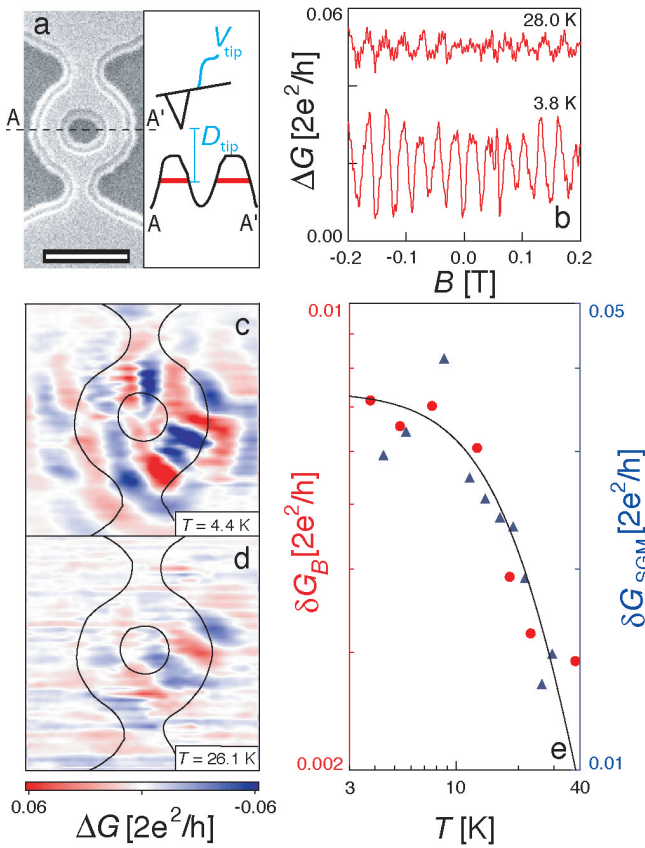 a
V_tip
A
A'
D_tip
A
A'
0.06
28.0 K
ΔG [2e²/h]
3.8 K
b
0.00
-0.2
-0.1
0.0
0.1
0.2
B [T]
c
T = 4.4 K
d
T = 26.1 K
0.06
-0.06
ΔG [2e²/h]
0.01
0.05
δG_B [2e²/h]
δG_SGM [2e²/h]
e
0.002
0.01
3
10
40
T [K]